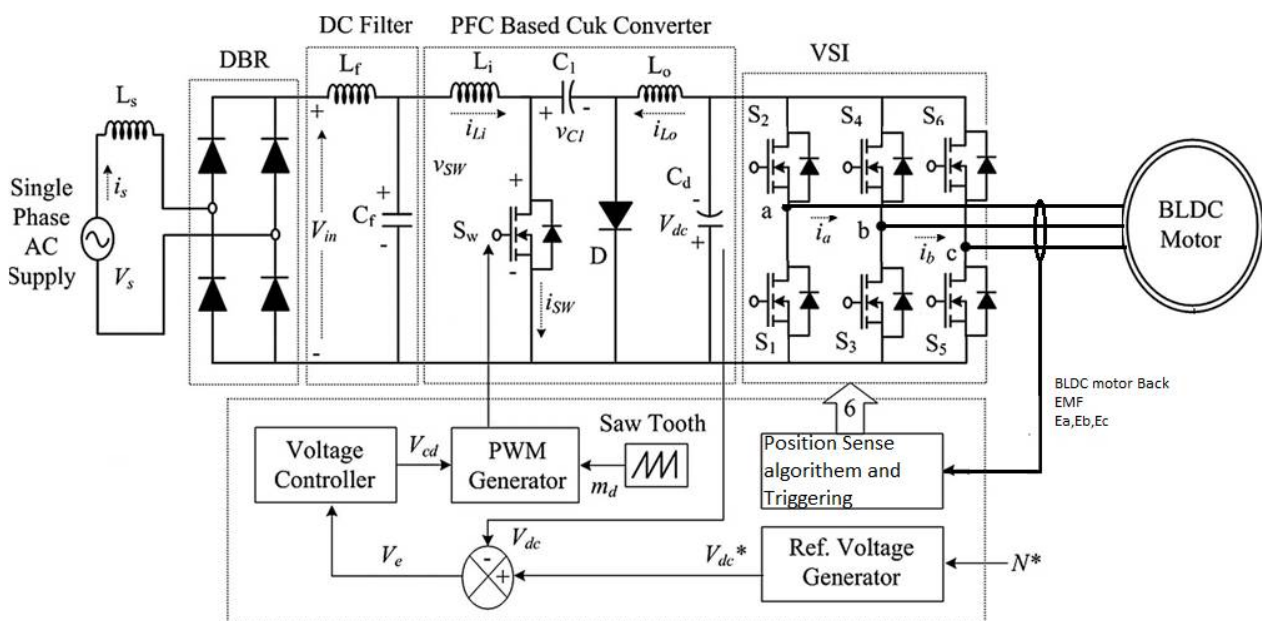 DC Filter
PFC Based Cuk Converter
DBR
VSI
Lf
Li
C1
Lo
Ls
+
+
-
S2
S4
S6
iLi
vC1
iLo
is
vSW
+
+
Cd
-
Single
Phase
AC
Supply
Vin
Cf
Sw
Vdc
a
ia
b
BLDC
Motor
-
D
+
ib
c
Vs
-
iSW
-
S1
S3
S5
BLDC motor Back
EMF
Ea,Eb,Ec
6
Saw Tooth
Voltage
Controller
Vcd
PWM
Generator
md
Position Sense
algorithem and
Triggering
Vdc
-
+
Ve
Vdc*
Ref. Voltage
Generator
N*